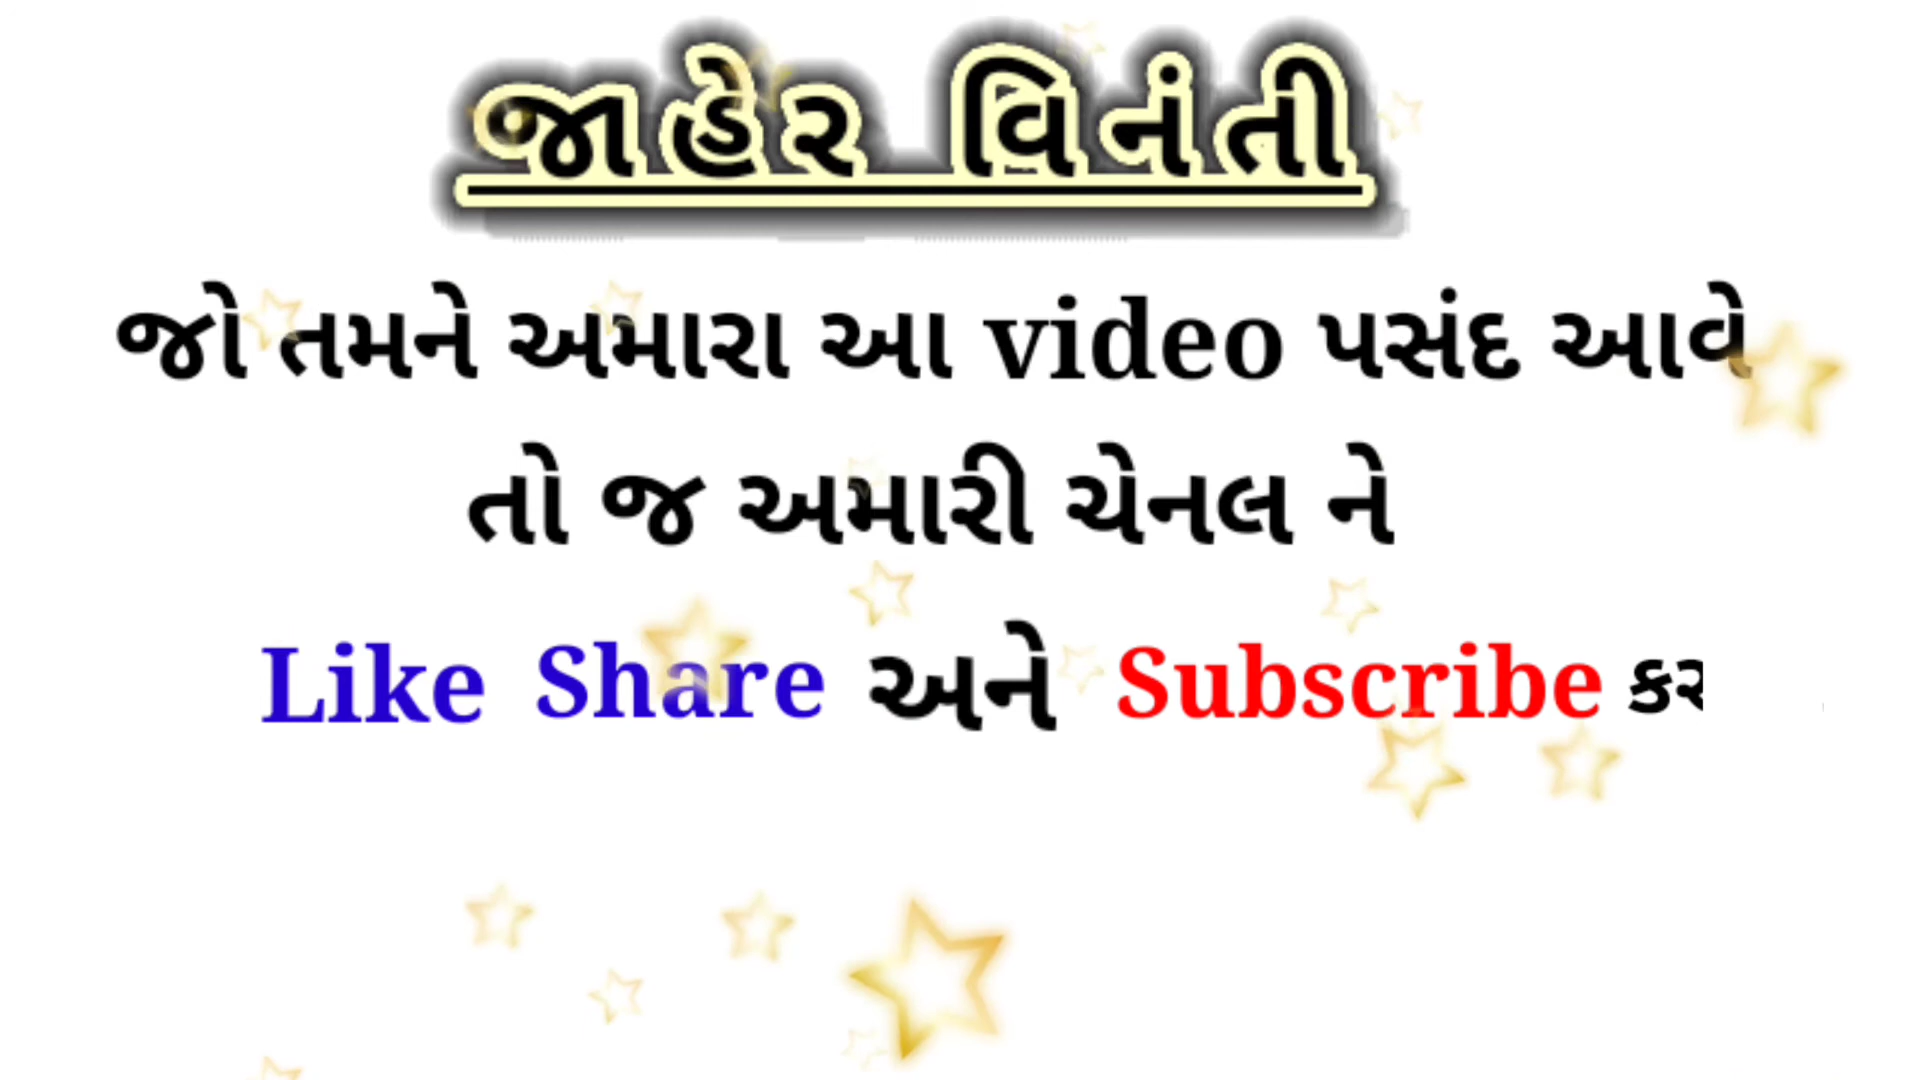 જાહેર વિનંતી
જો તમને અમારા આ video પસંદ આવે
તો જ અમારી ચેનલ ને
Like Share અને Subscribe